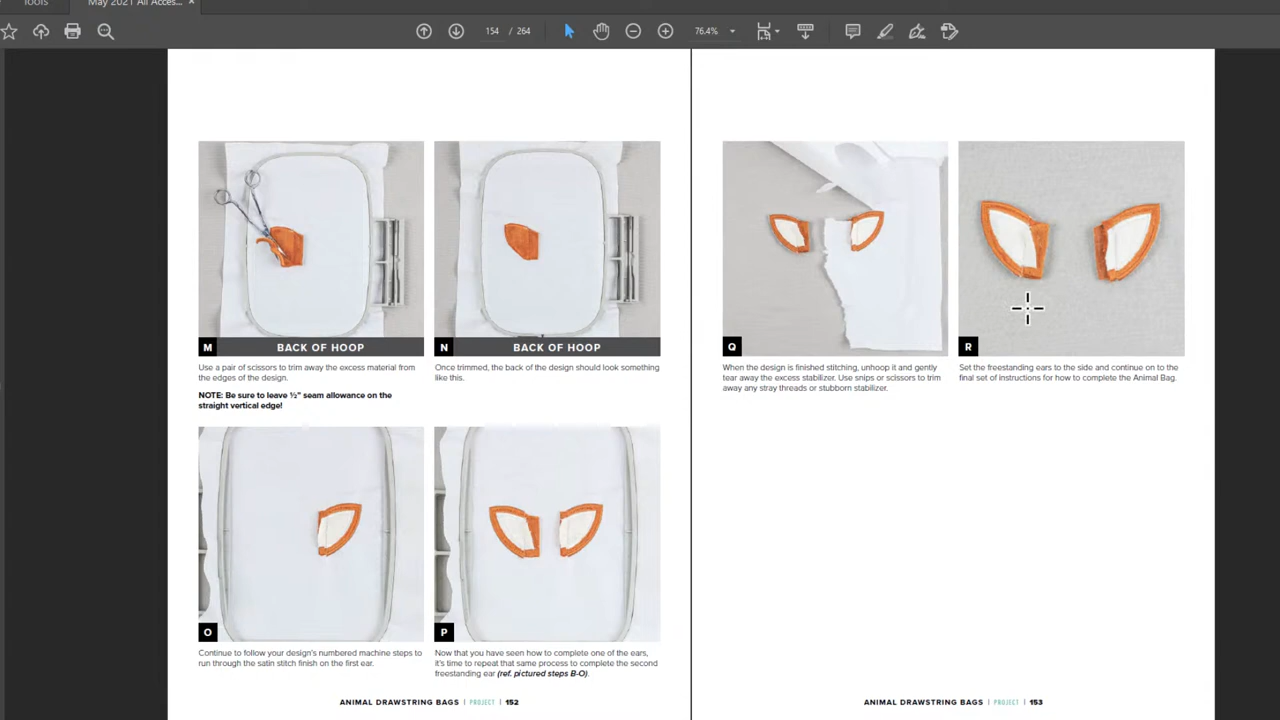 Tools
May 2021 All Acces... ×
154 / 264
76.4%
M BACK OF HOOP
N BACK OF HOOP
Use a pair of scissors to trim away the excess material from
the edges of the design.
NOTE: Be sure to leave ½" seam allowance on the
straight vertical edge!
Once trimmed, the back of the design should look something
like this.
O
P
Continue to follow your design's numbered machine steps to
run through the satin stitch finish on the first ear.
Now that you have seen how to complete one of the ears,
it's time to repeat that same process to complete the second
freestanding ear (ref. pictured steps B-O).
ANIMAL DRAWSTRING BAGS | PROJECT | 152
Q
R
When the design is finished stitching, unhoop it and gently
tear away the excess stabilizer. Use snips or scissors to trim
away any stray threads or stubborn stabilizer.
Set the freestanding ears to the side and continue on to the
final set of instructions for how to complete the Animal Bag.
ANIMAL DRAWSTRING BAGS | PROJECT | 153